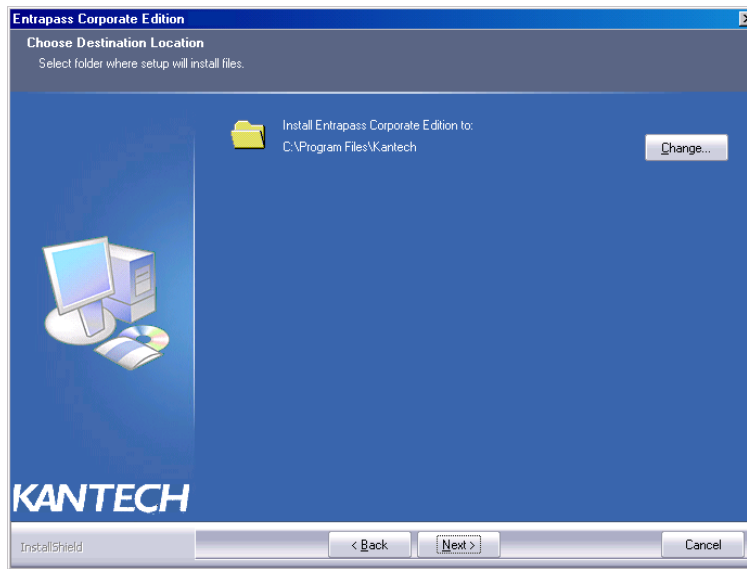 Entrapass Corporate Edition
Choose Destination Location
Select folder where setup will install files.
Install Entrapass Corporate Edition to:
C:\Program Files\Kantech
Change...
KANTECH
InstallShield
< Back
Next >
Cancel